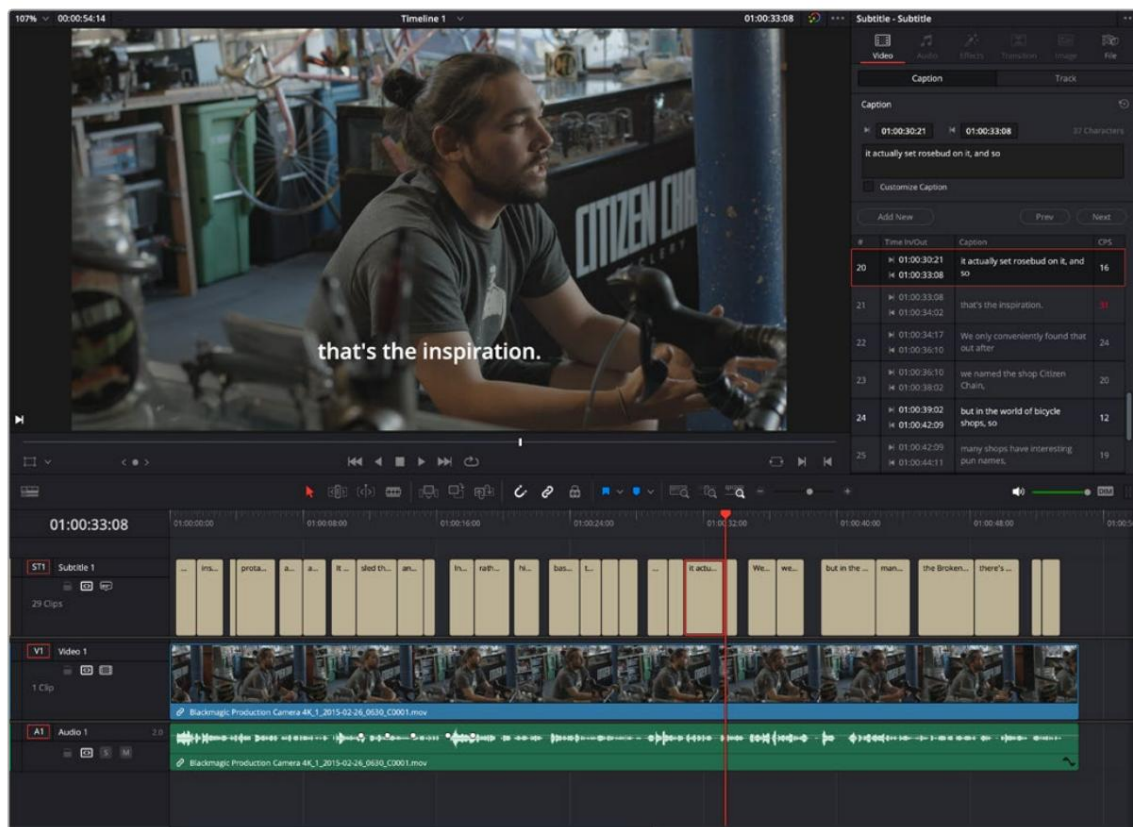 107%
00:00:54:14
Timeline 1
01:00:33:08
Subtitle - Subtitle
Video
Audio
Effects
Transition
Image
File
Caption
Track
Caption
01:00:30:21
01:00:33:08
37 Characters
it actually set rosebud on it, and so
Customize Caption
Add New
Prev
Next
#
Time In/Out
Caption
CPS
20
01:00:30:21
01:00:33:08
it actually set rosebud on it, and
so
16
21
01:00:33:08
01:00:34:02
that's the inspiration.
31
22
01:00:34:17
01:00:36:10
We only conveniently found that
out after
24
23
01:00:36:10
01:00:38:02
we named the shop Citizen
Chain,
20
24
01:00:39:02
01:00:42:09
but in the world of bicycle
shops, so
12
25
01:00:42:09
01:00:44:11
many shops have interesting
pun names,
19
CITIZEN CHAIN
that's the inspiration.
DIM
01:00:33:08
01:00:00:00
01:00:08:00
01:00:16:00
01:00:24:00
01:00:32:00
01:00:40:00
01:00:48:00
ST1
Subtitle 1
29 Clips
...
ins...
prota...
a...
a...
It ...
sled th...
an...
In...
rath...
hi...
bas...
t...
...
it actu...
We...
we...
but in the ...
man...
the Broken...
there's ...
V1
Video 1
1 Clip
Blackmagic Production Camera 4K_1_2015-02-26_0630_C0001.mov
A1
Audio 1
2.0
S
M
Blackmagic Production Camera 4K_1_2015-02-26_0630_C0001.mov